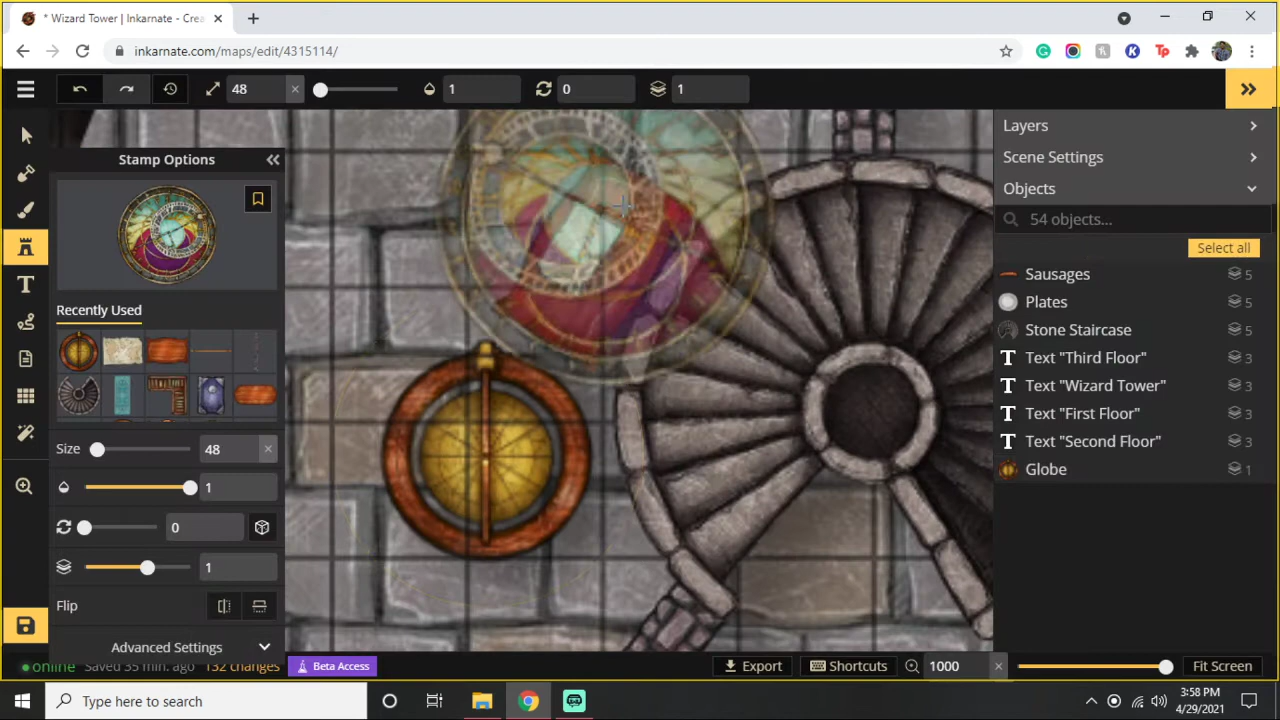 * Wizard Tower | Inkarnate - Crea
inkarnate.com/maps/edit/4315114/
48
1
0
1
Layers
Scene Settings
Objects
54 objects...
Select all
Sausages 5
Plates 5
Stone Staircase 5
Text "Third Floor" 3
Text "Wizard Tower" 3
Text "First Floor" 3
Text "Second Floor" 3
Globe 1
Stamp Options
Recently Used
Size 48
1
0
1
Flip
Advanced Settings
online Saved 35 min. ago 132 changes Beta Access Export Shortcuts 1000 Fit Screen
Type here to search
3:58 PM
4/29/2021